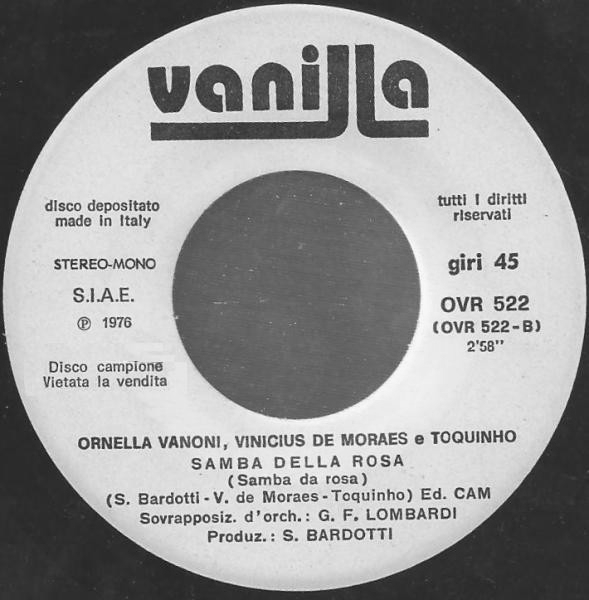 vanilla
disco depositato
made in Italy
tutti i diritti
riservati
STEREO-MONO
giri 45
S.I.A.E.
OVR 522
(OVR 522-B)
℗ 1976
2'58"
Disco campione
Vietata la vendita
ORNELLA VANONI, VINICIUS DE MORAES e TOQUINHO
SAMBA DELLA ROSA
(Samba da rosa)
(S. Bardotti - V. de Moraes - Toquinho) Ed. CAM
Sovrapposiz. d'orch.: G. F. LOMBARDI
Produz.: S. BARDOTTI